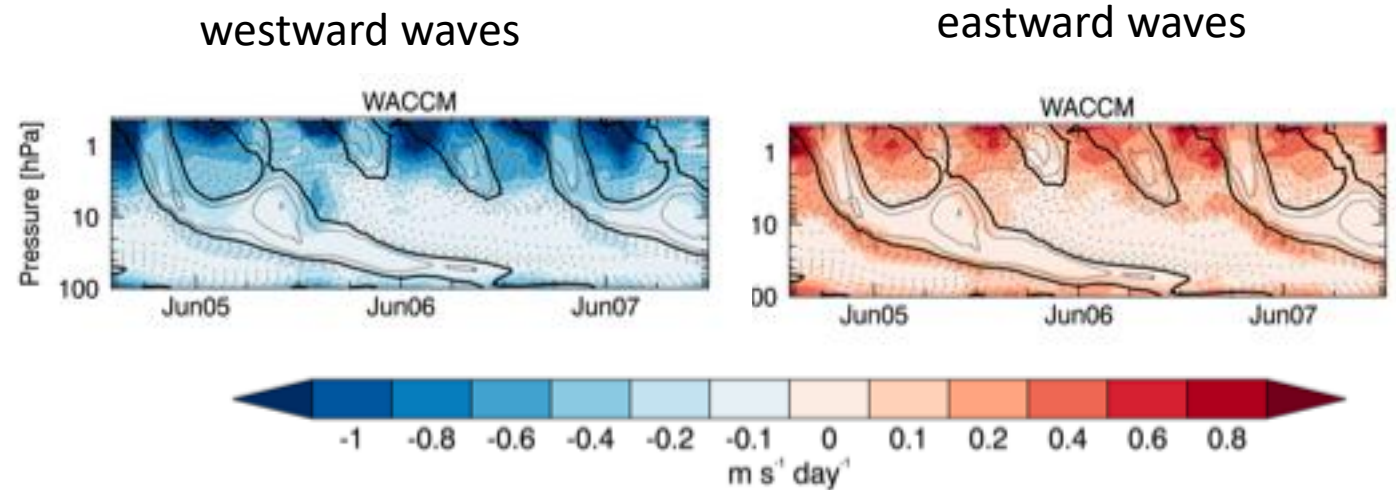 westward waves
eastward waves
WACCM
WACCM
Pressure [hPa]
1
10
100
1
10
00
Jun05 Jun06 Jun07
Jun05 Jun06 Jun07
-1 -0.8 -0.6 -0.4 -0.2 -0.1 0 0.1 0.2 0.4 0.6 0.8
m s⁻¹ day⁻¹